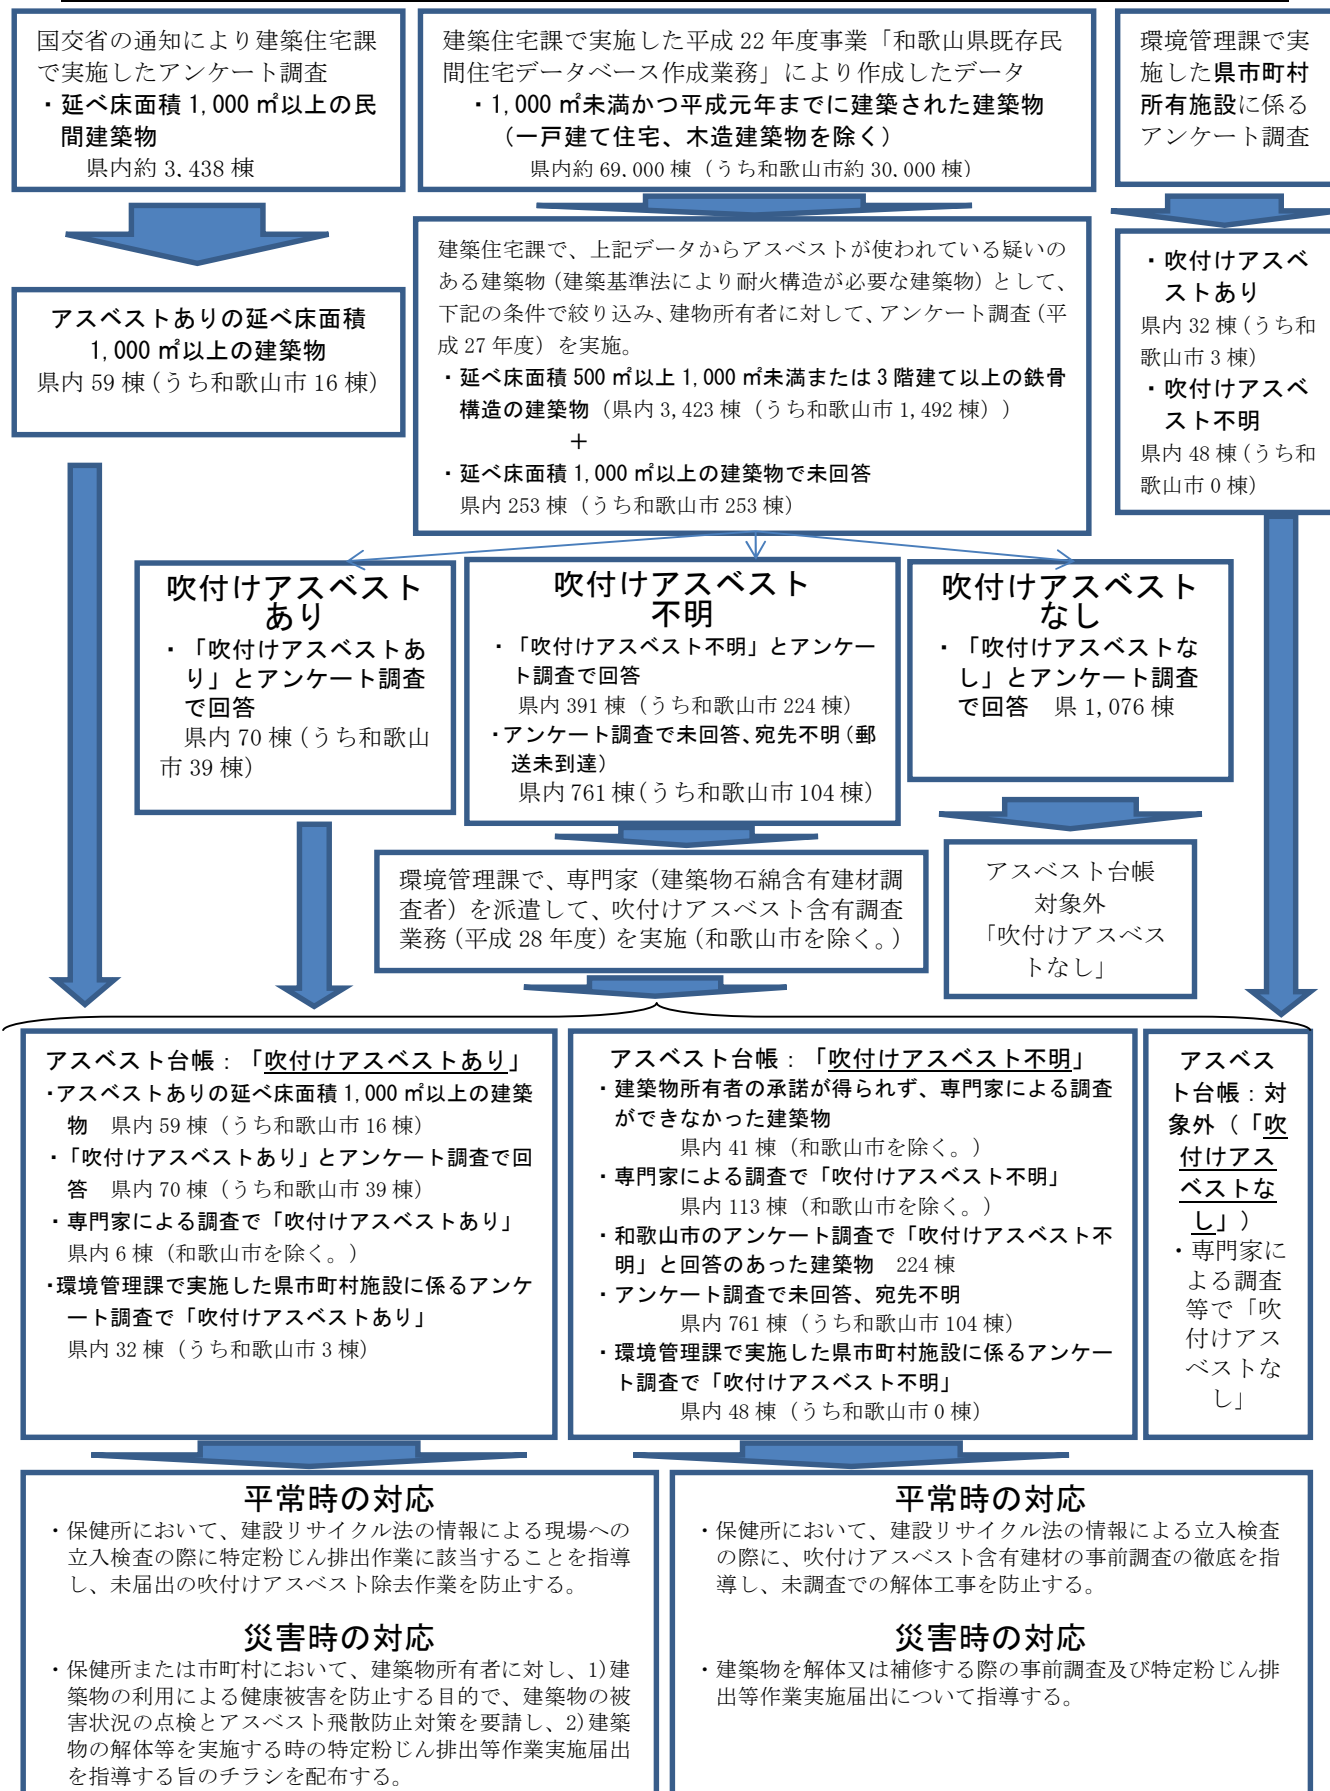 国交省の通知により建築住宅課
で実施したアンケート調査
・延べ床面積 1,000 ㎡以上の民
間建築物
県内約 3,438 棟
建築住宅課で実施した平成 22 年度事業「和歌山県既存民
間住宅データベース作成業務」により作成したデータ
・1,000 ㎡未満かつ平成元年までに建築された建築物
（一戸建て住宅、木造建築物を除く）
県内約 69,000 棟（うち和歌山市約 30,000 棟）
環境管理課で実
施した県市町村
所有施設に係る
アンケート調査
建築住宅課で、上記データからアスベストが使われている疑いの
ある建築物（建築基準法により耐火構造が必要な建築物）として、
下記の条件で絞り込み、建物所有者に対して、アンケート調査（平
成 27 年度）を実施。
・延べ床面積 500 ㎡以上 1,000 ㎡未満または 3 階建て以上の鉄骨
構造の建築物（県内 3,423 棟（うち和歌山市 1,492 棟））
＋
・延べ床面積 1,000 ㎡以上の建築物で未回答
県内 253 棟（うち和歌山市 253 棟）
アスベストありの延べ床面積
1,000 ㎡以上の建築物
県内 59 棟（うち和歌山市 16 棟）
・吹付けアスベ
ストあり
県内 32 棟（うち和
歌山市 3 棟）
・吹付けアスベ
スト不明
県内 48 棟（うち和
歌山市 0 棟）
吹付けアスベスト
あり
・「吹付けアスベストあ
り」とアンケート調査
で回答
県内 70 棟（うち和歌山
市 39 棟）
吹付けアスベスト
不明
・「吹付けアスベスト不明」とアンケー
ト調査で回答
県内 391 棟（うち和歌山市 224 棟）
・アンケート調査で未回答、宛先不明（郵
送未到達）
県内 761 棟（うち和歌山市 104 棟）
吹付けアスベスト
なし
・「吹付けアスベストな
し」とアンケート調査
で回答　県 1,076 棟
環境管理課で、専門家（建築物石綿含有建材調
査者）を派遣して、吹付けアスベスト含有調査
業務（平成 28 年度）を実施（和歌山市を除く。）
アスベスト台帳
対象外
「吹付けアスベス
トなし」
アスベスト台帳：「吹付けアスベストあり」
・アスベストありの延べ床面積 1,000 ㎡以上の建築
物　県内 59 棟（うち和歌山市 16 棟）
・「吹付けアスベストあり」とアンケート調査で回
答　県内 70 棟（うち和歌山市 39 棟）
・専門家による調査で「吹付けアスベストあり」
県内 6 棟（和歌山市を除く。）
・環境管理課で実施した県市町村施設に係るアンケ
ート調査で「吹付けアスベストあり」
県内 32 棟（うち和歌山市 3 棟）
アスベスト台帳：「吹付けアスベスト不明」
・建築物所有者の承諾が得られず、専門家による調査
ができなかった建築物
県内 41 棟（和歌山市を除く。）
・専門家による調査で「吹付けアスベスト不明」
県内 113 棟（和歌山市を除く。）
・和歌山市のアンケート調査で「吹付けアスベスト不
明」と回答のあった建築物　224 棟
・アンケート調査で未回答、宛先不明
県内 761 棟（うち和歌山市 104 棟）
・環境管理課で実施した県市町村施設に係るアンケー
ト調査で「吹付けアスベスト不明」
県内 48 棟（うち和歌山市 0 棟）
アスベス
ト台帳：対
象外（「吹
付けアス
ベストな
し」）
・専門家に
よる調査
等で「吹
付けアス
ベストな
し」
平常時の対応
・保健所において、建設リサイクル法の情報による現場への
立入検査の際に特定粉じん排出作業に該当することを指導
し、未届出の吹付けアスベスト除去作業を防止する。
災害時の対応
・保健所または市町村において、建築物所有者に対し、1)建
築物の利用による健康被害を防止する目的で、建築物の被
害状況の点検とアスベスト飛散防止対策を要請し、2)建築
物の解体等を実施する時の特定粉じん排出等作業実施届出
を指導する旨のチラシを配布する。
平常時の対応
・保健所において、建設リサイクル法の情報による立入検査
の際に、吹付けアスベスト含有建材の事前調査の徹底を指
導し、未調査での解体工事を防止する。
災害時の対応
・建築物を解体又は補修する際の事前調査及び特定粉じん排
出等作業実施届出について指導する。